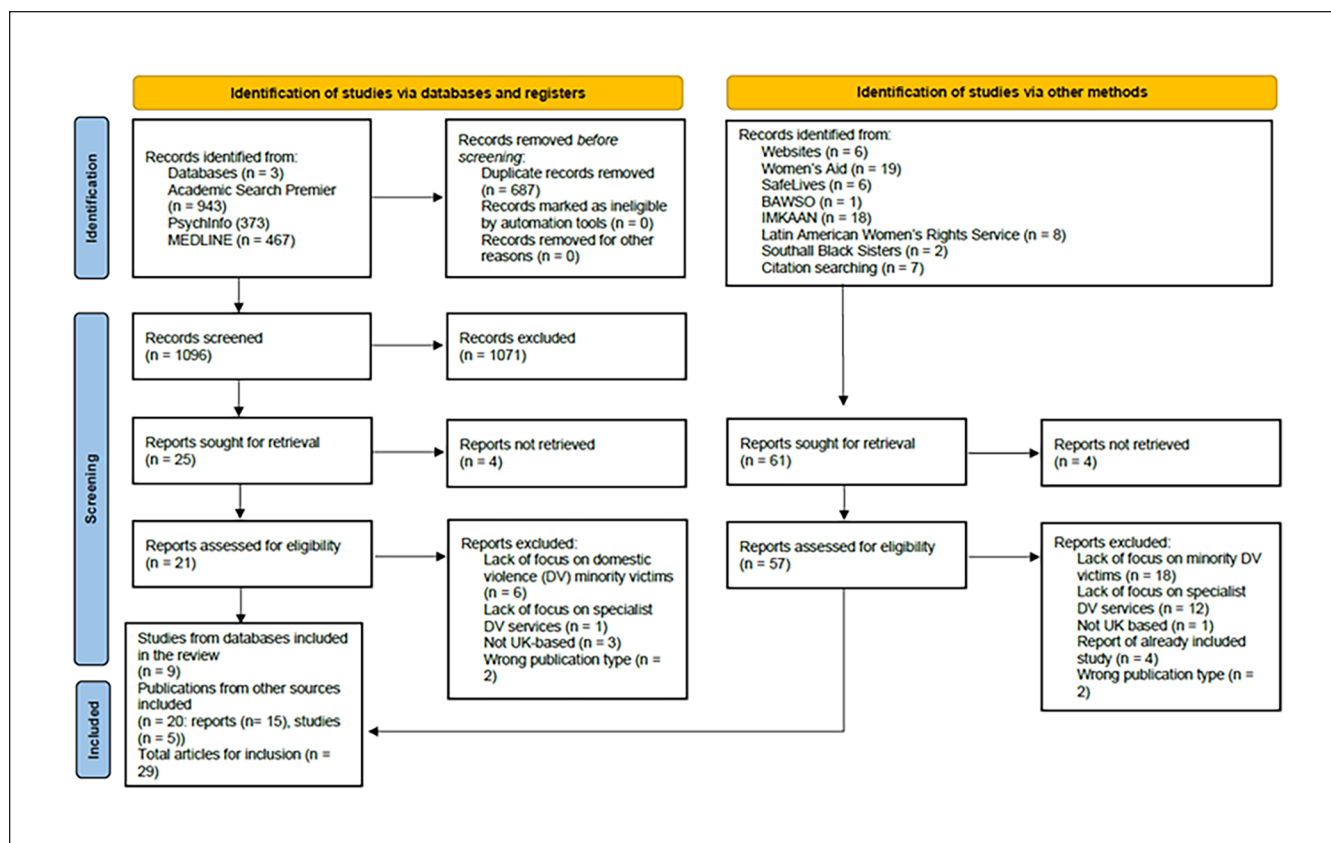 Identification of studies via databases and registers
Identification of studies via other methods
Identification
Records identified from:
Databases (n = 3)
Academic Search Premier
(n = 943)
PsychInfo (373)
MEDLINE (n = 467)
Records removed before
screening:
Duplicate records removed
(n = 687)
Records marked as ineligible
by automation tools (n = 0)
Records removed for other
reasons (n = 0)
Records identified from:
Websites (n = 6)
Women's Aid (n = 19)
SafeLives (n = 6)
BAWSO (n = 1)
IMKAAN (n = 18)
Latin American Women's Rights Service (n = 8)
Southall Black Sisters (n = 2)
Citation searching (n = 7)
Screening
Records screened
(n = 1096)
Records excluded
(n = 1071)
Reports sought for retrieval
(n = 25)
Reports not retrieved
(n = 4)
Reports sought for retrieval
(n = 61)
Reports not retrieved
(n = 4)
Reports assessed for eligibility
(n = 21)
Reports excluded:
Lack of focus on domestic
violence (DV) minority victims
(n = 6)
Lack of focus on specialist
DV services (n = 1)
Not UK-based (n = 3)
Wrong publication type (n =
2)
Reports assessed for eligibility
(n = 57)
Reports excluded:
Lack of focus on minority DV
victims (n = 18)
Lack of focus on specialist
DV services (n = 12)
Not UK based (n = 1)
Report of already included
study (n = 4)
Wrong publication type (n =
2)
Included
Studies from databases included
in the review
(n = 9)
Publications from other sources
included
(n = 20: reports (n= 15), studies
(n = 5))
Total articles for inclusion (n =
29)